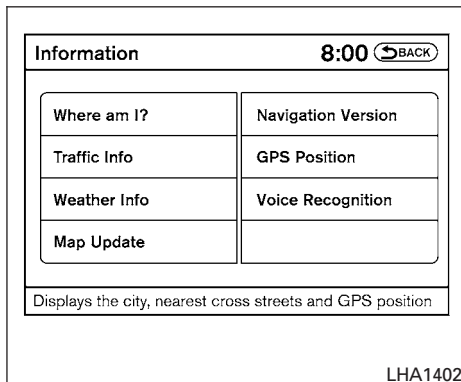 Information 8:00 BACK
Where am I? Navigation Version
Traffic Info GPS Position
Weather Info Voice Recognition
Map Update
Displays the city, nearest cross streets and GPS position
LHA1402